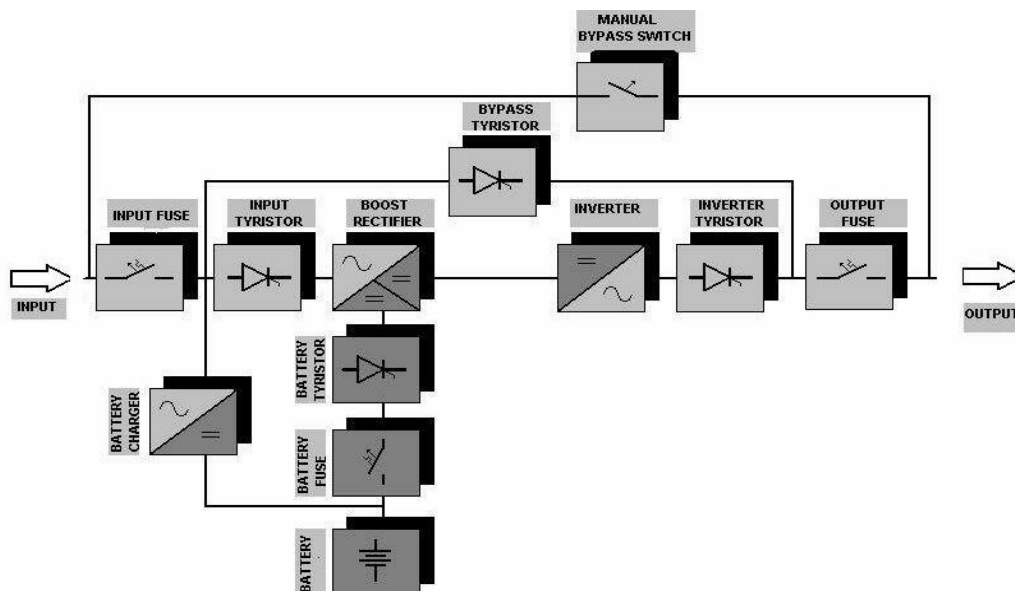 MANUAL
BYPASS SWITCH
BYPASS
TYRISTOR
INPUT FUSE
INPUT
TYRISTOR
BOOST
RECTIFIER
INVERTER
INVERTER
TYRISTOR
OUTPUT
FUSE
INPUT
OUTPUT
BATTERY
TYRISTOR
BATTERY
CHARGER
BATTERY
FUSE
BATTERY